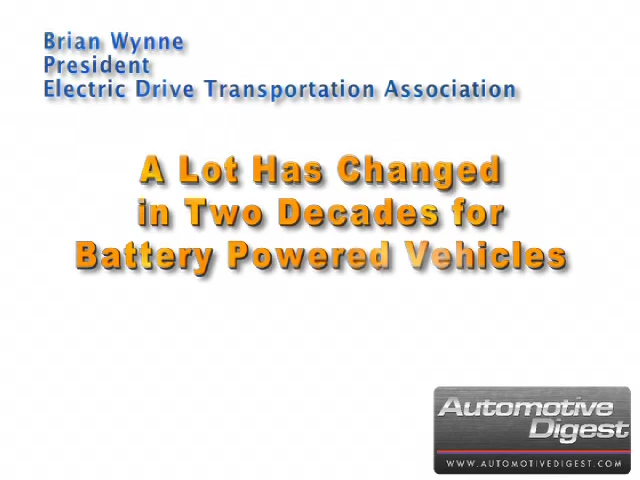 Brian Wynne
President
Electric Drive Transportation Association
A Lot Has Changed
in Two Decades for
Battery Powered Vehicles
Automotive
Digest
WWW.AUTOMOTIVEDIGEST.COM